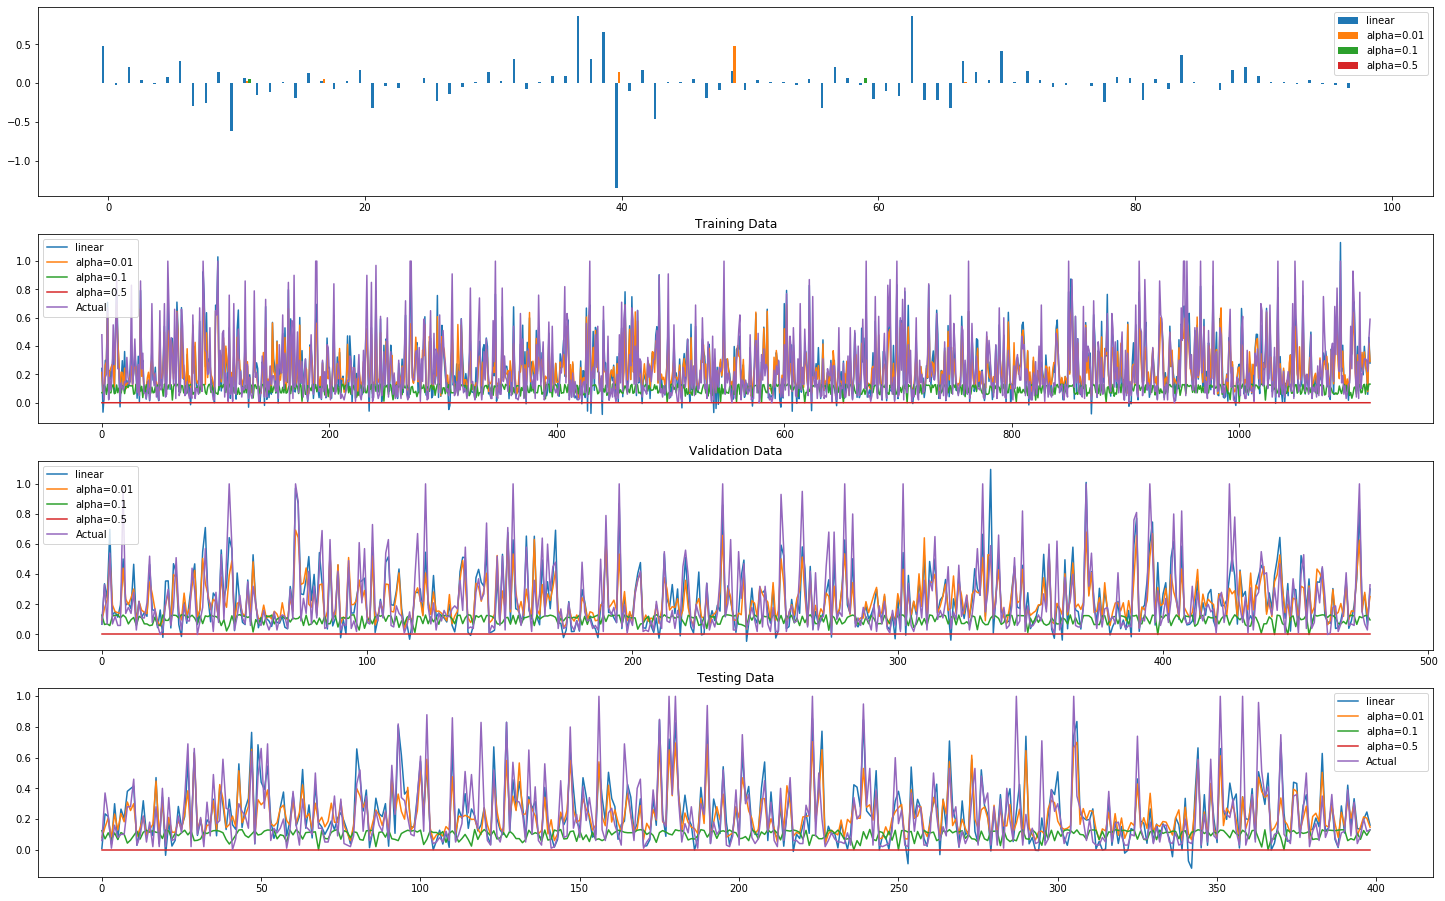 0.5
0.0
−0.5
−1.0
linear
alpha=0.01
alpha=0.1
alpha=0.5
0 20 40 60 80 100
Training Data
1.0
0.8
0.6
0.4
0.2
0.0
linear
alpha=0.01
alpha=0.1
alpha=0.5
Actual
0 200 400 600 800 1000
Validation Data
1.0
0.8
0.6
0.4
0.2
0.0
linear
alpha=0.01
alpha=0.1
alpha=0.5
Actual
0 100 200 300 400 500
Testing Data
1.0
0.8
0.6
0.4
0.2
0.0
linear
alpha=0.01
alpha=0.1
alpha=0.5
Actual
0 50 100 150 200 250 300 350 400